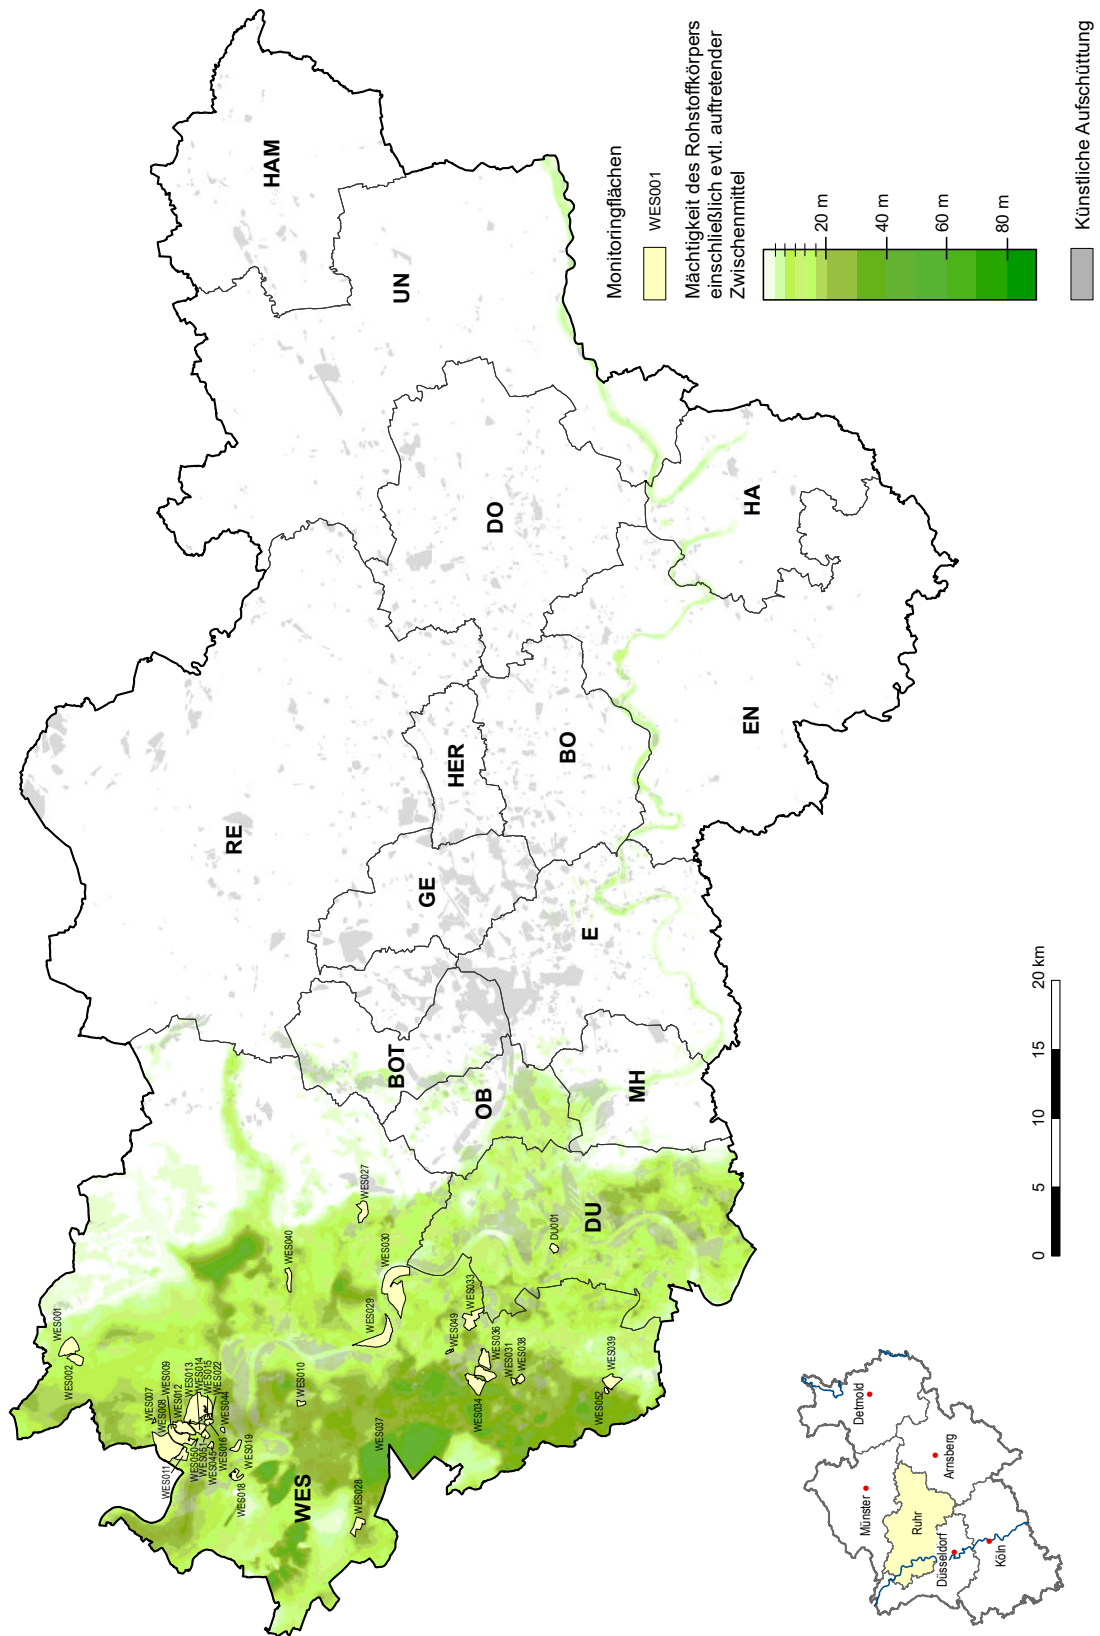 HAM
UN
RE
DO
HA
HER
BO
EN
GE
E
BOT
OB
MH
DU
WES
WES001
WES002
WES007
WES008
WES009
WES012
WES013
WES014
WES015
WES022
WES044
WES011
WES050
WES051
WES045
WES016
WES019
WES018
WES010
WES037
WES028
WES027
WES040
WES030
WES029
WES049
WES033
WES036
WES031
WES038
WES034
WES039
WES052
DU001
Monitoringflächen
WES001
Mächtigkeit des Rohstoffkörpers
einschließlich evtl. auftretender
Zwischenmittel
20 m
40 m
60 m
80 m
Künstliche Aufschüttung
0 5 10 15 20 km
Münster
Detmold
Ruhr
Arnsberg
Düsseldorf
Köln